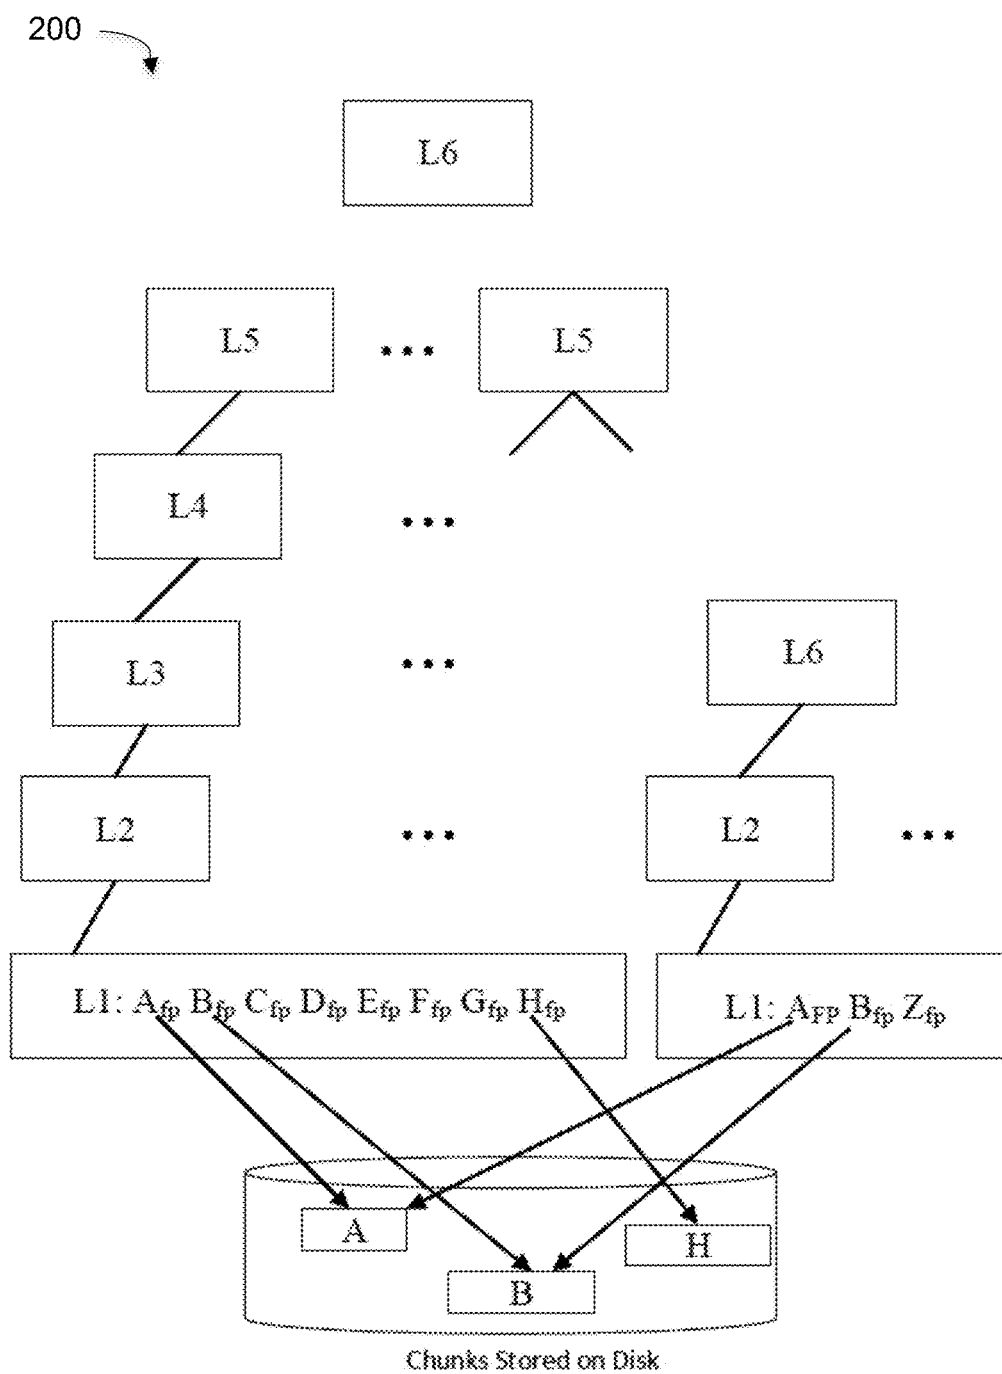 200
L6
L5 ... L5
L4 ...
L3 ...
L6
L2 ... L2 ...
L1: Afp Bfp Cfp Dfp Efp Ffp Gfp Hfp
L1: AFP Bfp Zfp
A
H
B
Chunks Stored on Disk